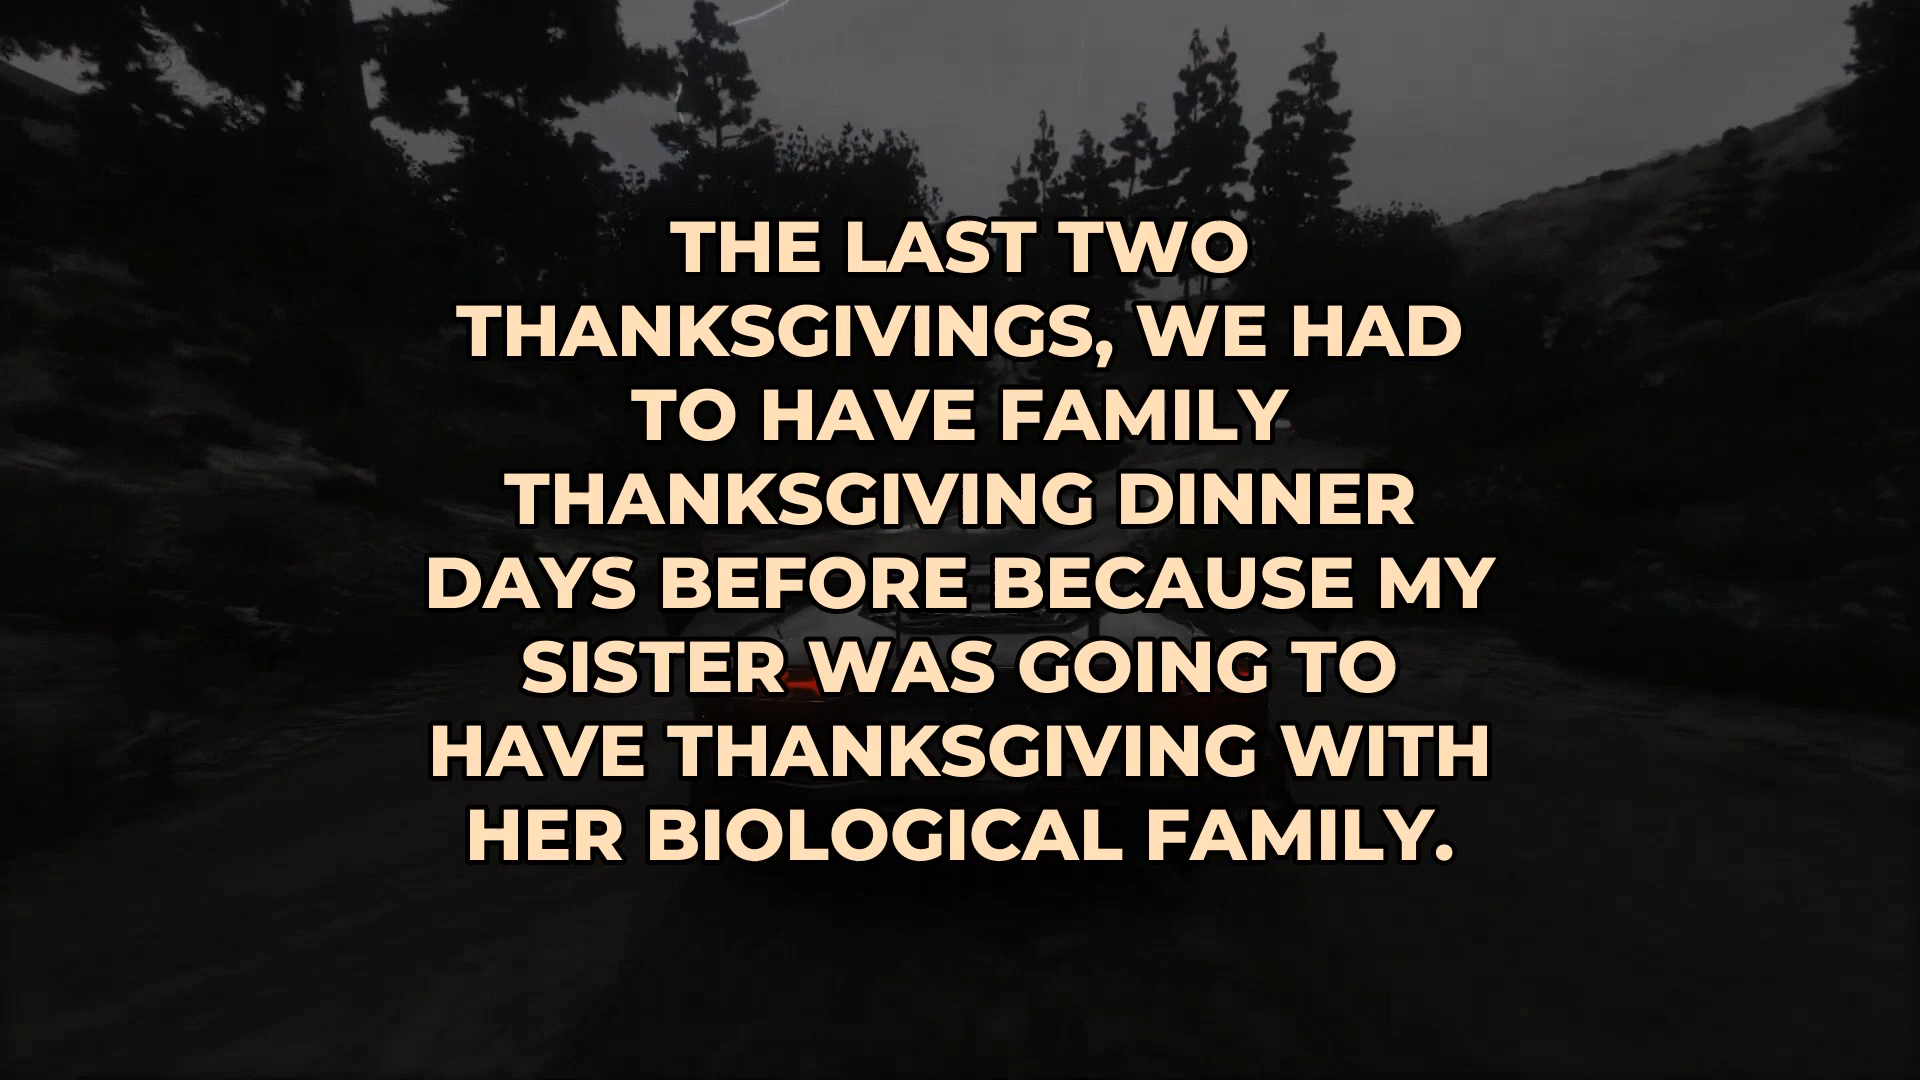 THE LAST TWO
THANKSGIVINGS, WE HAD
TO HAVE FAMILY
THANKSGIVING DINNER
DAYS BEFORE BECAUSE MY
SISTER WAS GOING TO
HAVE THANKSGIVING WITH
HER BIOLOGICAL FAMILY.